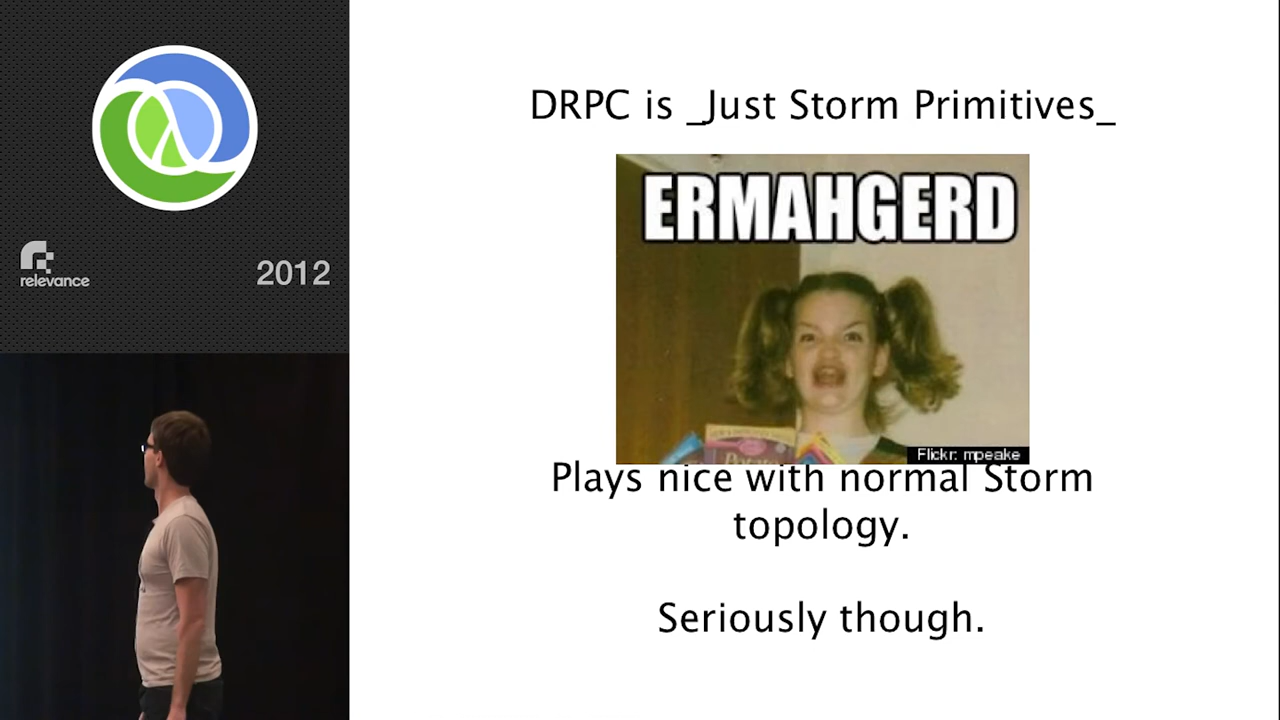 relevance
2012
DRPC is _Just Storm Primitives_
ERMAHGERD
Flickr: mpeake
Plays nice with normal Storm
topology.
Seriously though.